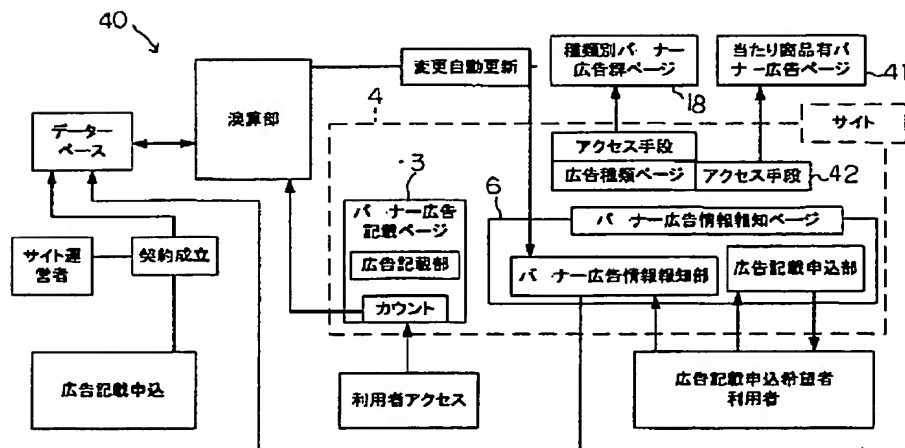 40
変更自動更新
種類別バ ナー
広告群ページ
18
当たり商品有バ
ナー広告ページ
41
演算部
4
サイト
データー
ベース
アクセス手段
広告種類ページ
アクセス手段
42
3
バ ナー広告
記載ページ
広告記載部
カウント
6
バ ナー広告情報報知ページ
バ ナー広告情報報知部
広告記載申込部
サイト運
営者
契約成立
広告記載申込
利用者アクセス
広告記載申込希望者
利用者